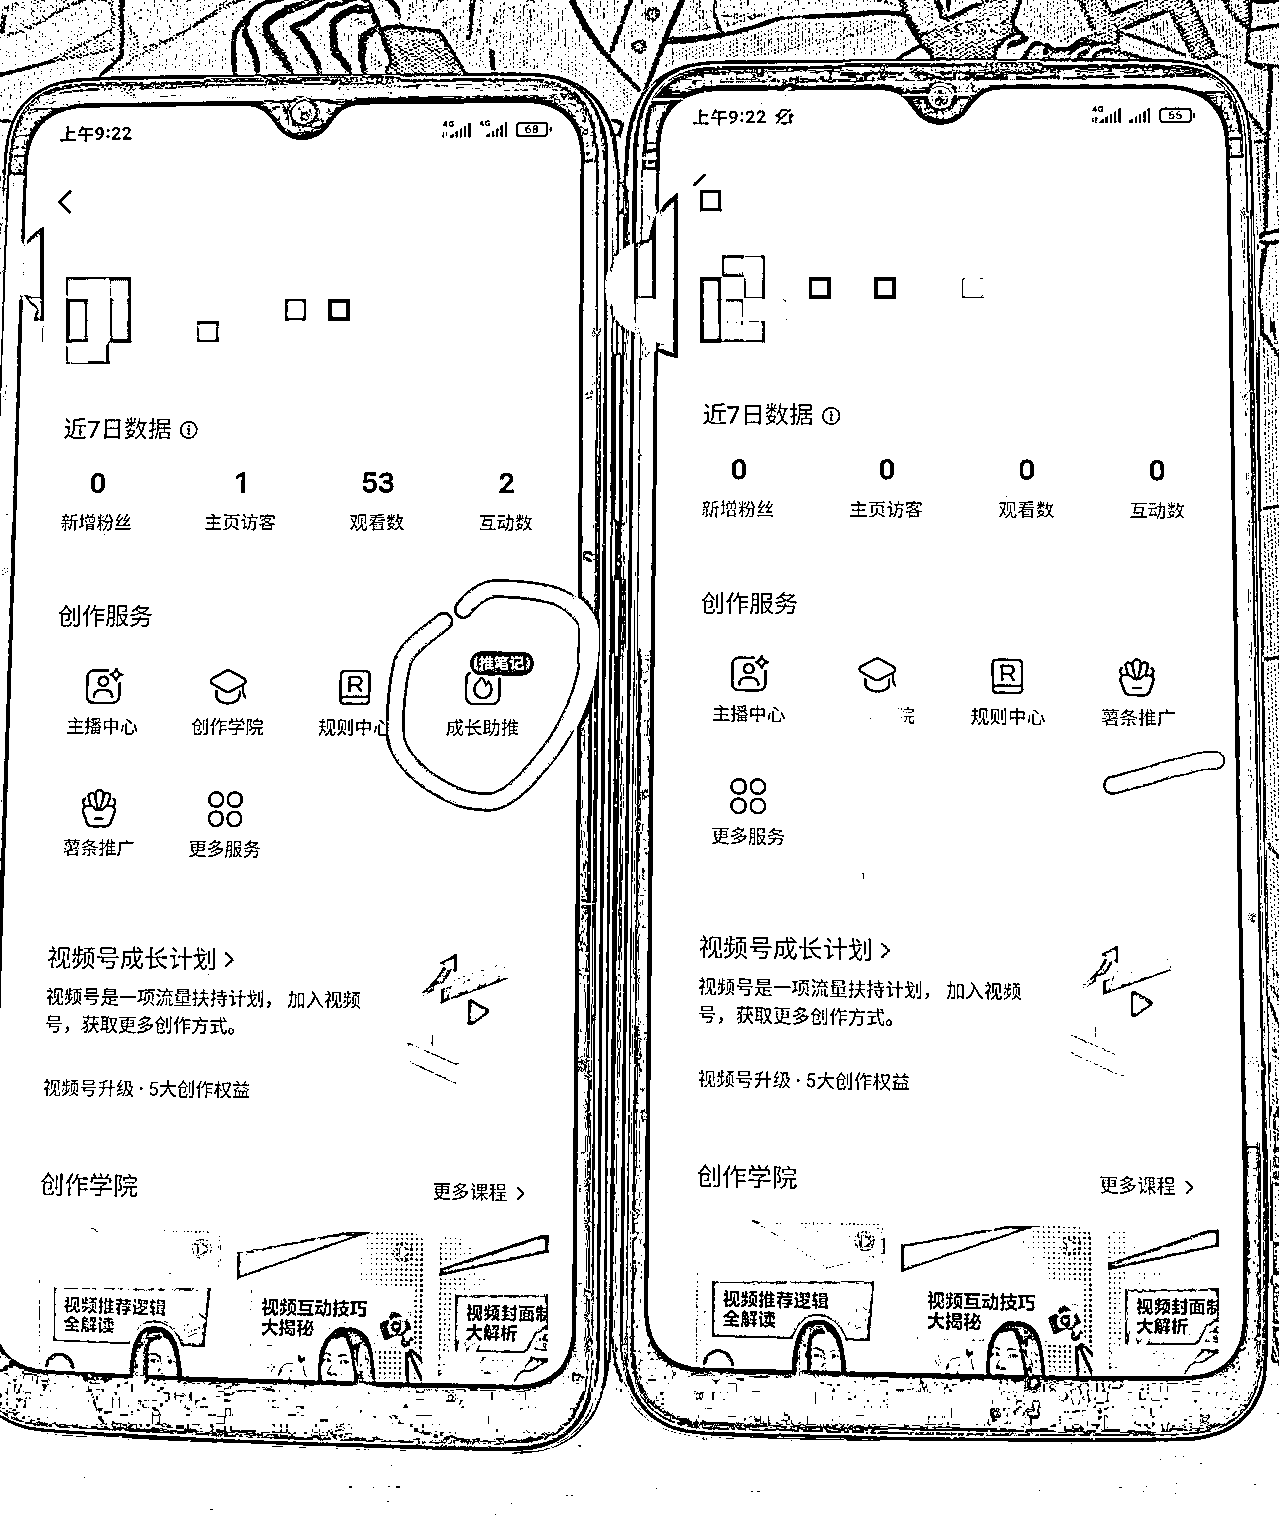 上午9:22
4G 4G 68
近7日数据
0 1 53 2
新增粉丝 主页访客 观看数 互动数
创作服务
推笔记
主播中心 创作学院 规则中心 成长助推
薯条推广 更多服务
视频号成长计划 >
视频号是一项流量扶持计划，加入视频
号，获取更多创作方式。
视频号升级·5大创作权益
创作学院 更多课程 >
视频推荐逻辑
全解读
视频互动技巧
大揭秘
视频封面制
大解析
上午9:22
4G 55
近7日数据
0 0 0 0
新增粉丝 主页访客 观看数 互动数
创作服务
主播中心 院 规则中心 薯条推广
更多服务
视频号成长计划 >
视频号是一项流量扶持计划，加入视频
号，获取更多创作方式。
视频号升级·5大创作权益
创作学院 更多课程 >
视频推荐逻辑
全解读
视频互动技巧
大揭秘
视频封面制
大解析